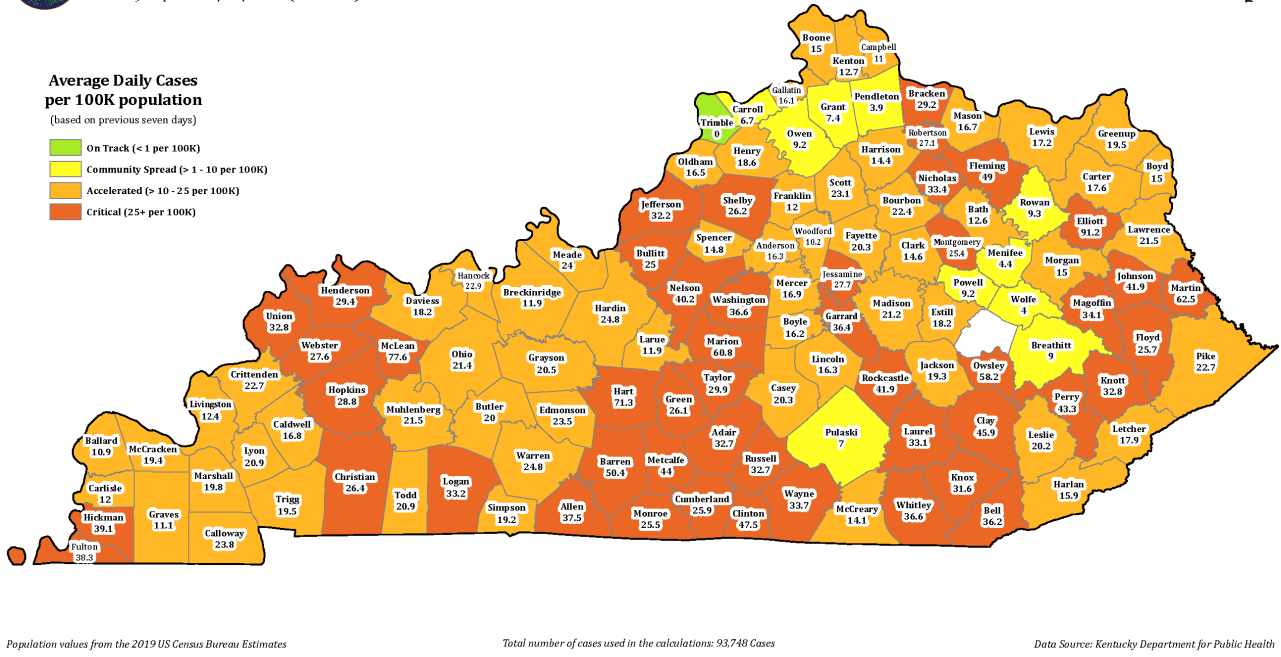 Average Daily Cases
per 100K population
(based on previous seven days)
On Track (< 1 per 100K)
Community Spread (> 1 - 10 per 100K)
Accelerated (> 10 - 25 per 100K)
Critical (25+ per 100K)
Boone
15
Kenton
12.7
Campbell
11
Gallatin
16.1
Carroll
6.7
Trimble
0
Grant
7.4
Pendleton
3.9
Bracken
29.2
Mason
16.7
Robertson
27.1
Owen
9.2
Henry
18.6
Oldham
16.5
Harrison
14.4
Lewis
17.2
Greenup
19.5
Boyd
15
Carter
17.6
Fleming
49
Nicholas
33.4
Scott
23.1
Franklin
12
Shelby
26.2
Jefferson
32.2
Bourbon
22.4
Bath
12.6
Rowan
9.3
Elliott
91.2
Lawrence
21.5
Spencer
14.8
Anderson
16.3
Woodford
10.2
Fayette
20.3
Clark
14.6
Montgomery
25.4
Menifee
4.4
Morgan
15
Johnson
41.9
Martin
62.5
Bullitt
25
Meade
24
Hancock
22.9
Breckinridge
11.9
Daviess
18.2
Henderson
29.4
Union
32.8
Nelson
40.2
Washington
36.6
Mercer
16.9
Jessamine
27.7
Madison
21.2
Powell
9.2
Wolfe
4
Magoffin
34.1
Hardin
24.8
Garrard
36.4
Boyle
16.2
Estill
18.2
Floyd
25.7
Pike
22.7
Breathitt
9
Larue
11.9
Marion
60.8
Webster
27.6
McLean
77.6
Ohio
21.4
Grayson
20.5
Lincoln
16.3
Rockcastle
41.9
Jackson
19.3
Owsley
58.2
Knott
32.8
Perry
43.3
Crittenden
22.7
Hopkins
28.8
Taylor
29.9
Hart
71.3
Green
26.1
Casey
20.3
Livingston
12.4
Caldwell
16.8
Muhlenberg
21.5
Butler
20
Edmonson
23.5
Adair
32.7
Pulaski
7
Laurel
33.1
Clay
45.9
Leslie
20.2
Letcher
17.9
Ballard
10.9
McCracken
19.4
Lyon
20.9
Warren
24.8
Barren
50.4
Metcalfe
44
Russell
32.7
Marshall
19.8
Christian
26.4
Logan
33.2
Todd
20.9
Trigg
19.5
Carlisle
12
Knox
31.6
Harlan
15.9
Simpson
19.2
Allen
37.5
Monroe
25.5
Cumberland
25.9
Clinton
47.5
Wayne
33.7
McCreary
14.1
Whitley
36.6
Bell
36.2
Hickman
39.1
Graves
11.1
Calloway
23.8
Fulton
38.3
Population values from the 2019 US Census Bureau Estimates
Total number of cases used in the calculations: 93,748 Cases
Data Source: Kentucky Department for Public Health